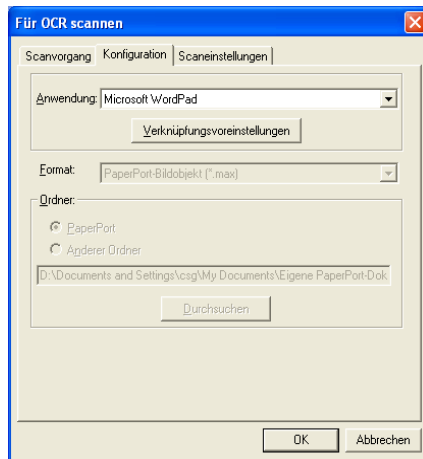 Für OCR scannen
Scanvorgang Konfiguration Scaneinstellungen
Anwendung: Microsoft WordPad
Verknüpfungsvoreinstellungen
Format: PaperPort-Bildobjekt (*.max)
Ordner:
PaperPort
Anderer Ordner
D:\Documents and Settings\csg\My Documents\Eigene PaperPort-Dok
Durchsuchen
OK Abbrechen